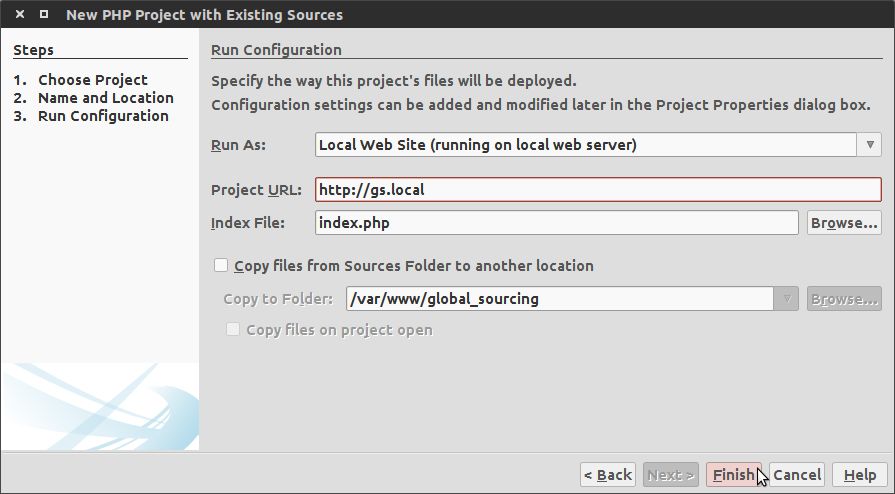 New PHP Project with Existing Sources
Steps
1. Choose Project
2. Name and Location
3. Run Configuration
Run Configuration
Specify the way this project's files will be deployed.
Configuration settings can be added and modified later in the Project Properties dialog box.
Run As: Local Web Site (running on local web server)
Project URL: http://gs.local
Index File: index.php Browse...
Copy files from Sources Folder to another location
Copy to Folder: /var/www/global_sourcing Browse...
Copy files on project open
< Back Next > Finish Cancel Help